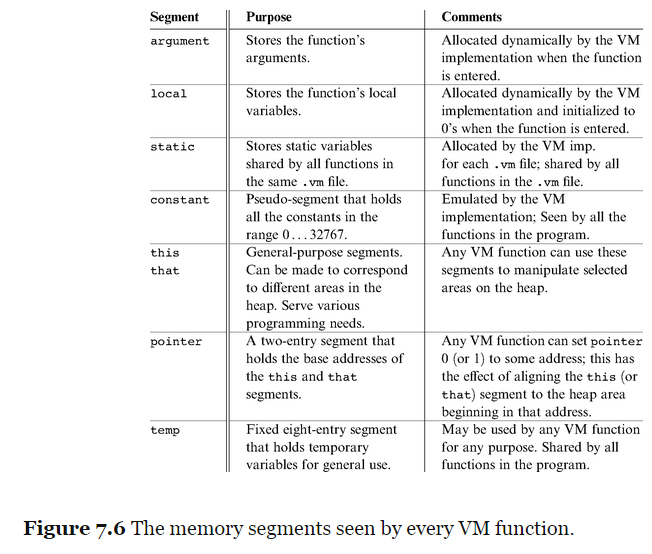 Segment Purpose Comments
argument Stores the function's Allocated dynamically by the VM
arguments. implementation when the function
is entered.
local Stores the function's local Allocated dynamically by the VM
variables. implementation and initialized to
0's when the function is entered.
static Stores static variables Allocated by the VM imp.
shared by all functions in for each .vm file; shared by all
the same .vm file. functions in the .vm file.
constant Pseudo-segment that holds Emulated by the VM
all the constants in the implementation; Seen by all the
range 0...32767. functions in the program.
this General-purpose segments. Any VM function can use these
that Can be made to correspond segments to manipulate selected
to different areas in the areas on the heap.
heap. Serve various
programming needs.
pointer A two-entry segment that Any VM function can set pointer
holds the base addresses of 0 (or 1) to some address; this has
the this and that the effect of aligning the this (or
segments. that) segment to the heap area
beginning in that address.
temp Fixed eight-entry segment May be used by any VM function
that holds temporary for any purpose. Shared by all
variables for general use. functions in the program.
Figure 7.6 The memory segments seen by every VM function.